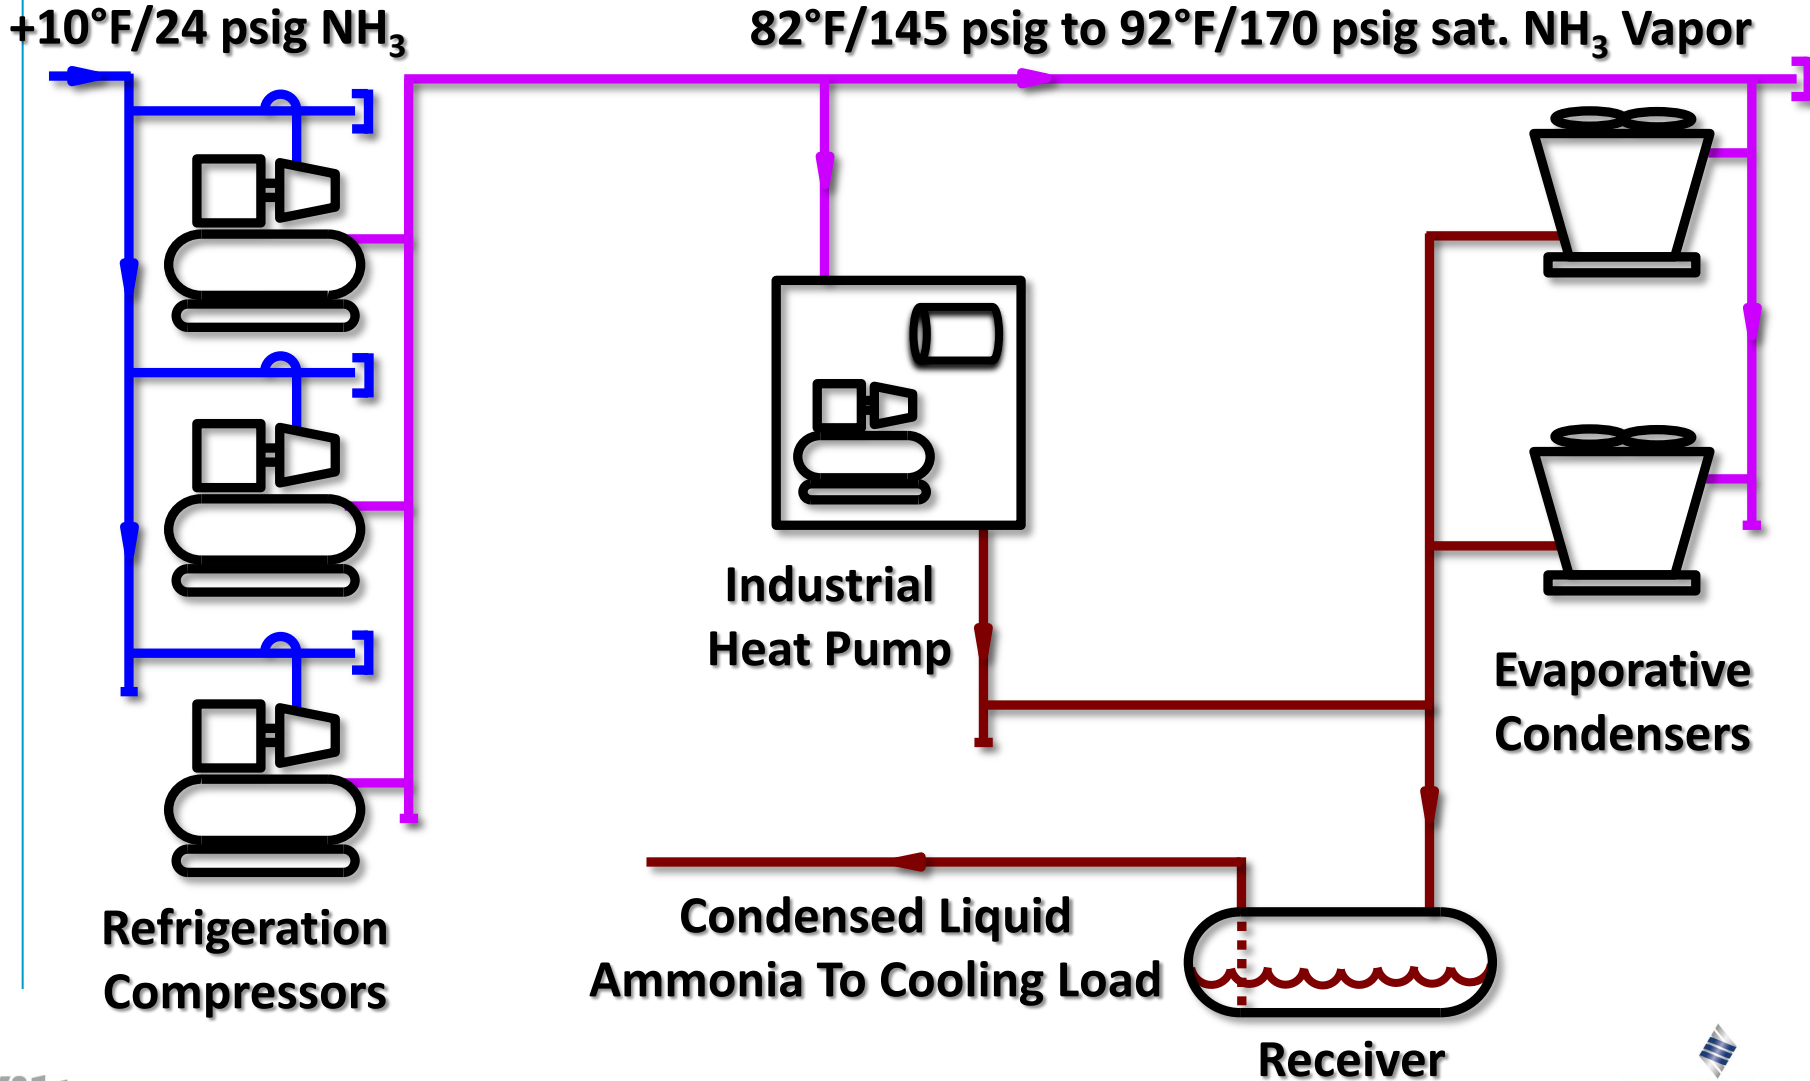 +10°F/24 psig NH₃
82°F/145 psig to 92°F/170 psig sat. NH₃ Vapor
Industrial
Heat Pump
Evaporative
Condensers
Refrigeration
Compressors
Condensed Liquid
Ammonia To Cooling Load
Receiver